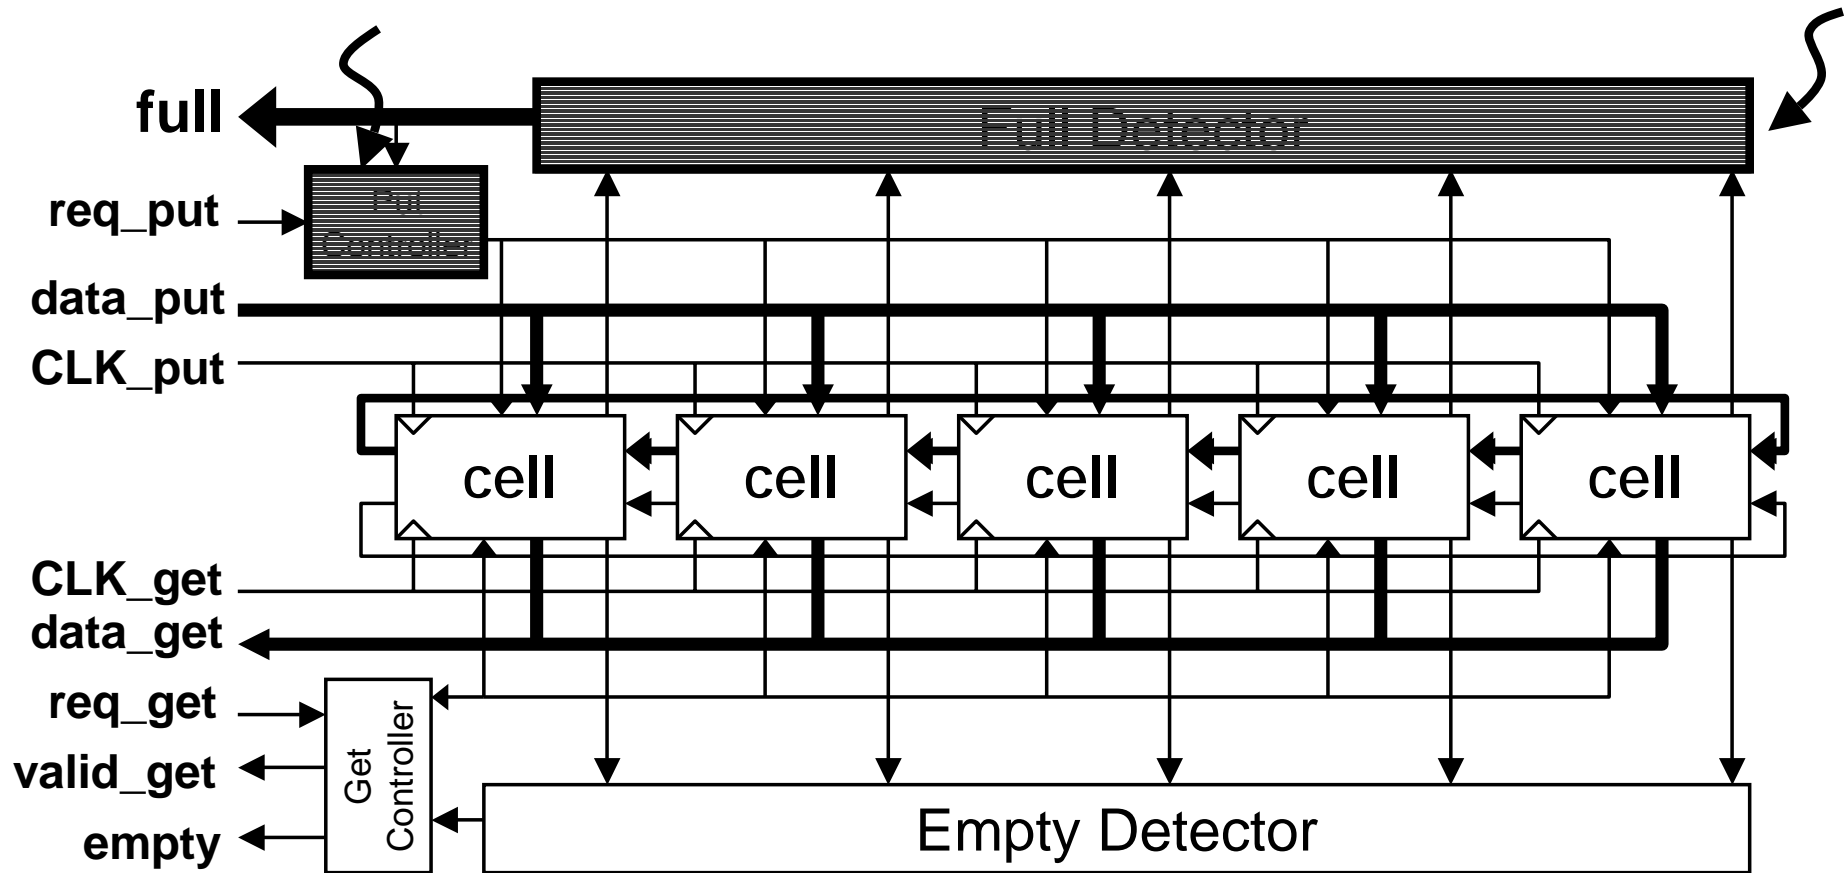 full
Full Detector
Put
Controller
req_put
data_put
CLK_put
cell cell cell cell cell
CLK_get
data_get
req_get
valid_get
empty
Get
Controller
Empty Detector